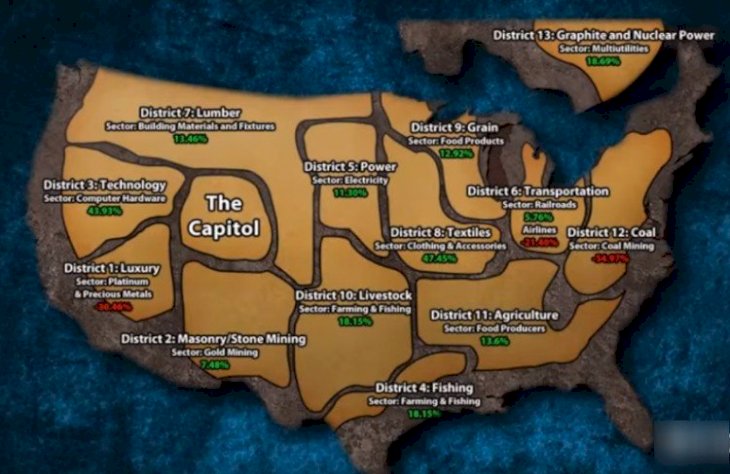 District 13: Graphite and Nuclear Power
Sector: Multiutilities
18.69%
District 7: Lumber
Sector: Building Materials and Fixtures
13.46%
District 9: Grain
Sector: Food Products
12.92%
District 5: Power
Sector: Electricity
11.30%
District 3: Technology
Sector: Computer Hardware
43.93%
The
Capitol
District 6: Transportation
Sector: Railroads
5.76%
Airlines
-21.40%
District 8: Textiles
Sector: Clothing & Accessories
47.45%
District 12: Coal
Sector: Coal Mining
-54.97%
District 1: Luxury
Sector: Platinum
& Precious Metals
-30.46%
District 10: Livestock
Sector: Farming & Fishing
18.15%
District 11: Agriculture
Sector: Food Producers
13.6%
District 2: Masonry/Stone Mining
Sector: Gold Mining
7.48%
District 4: Fishing
Sector: Farming & Fishing
18.15%